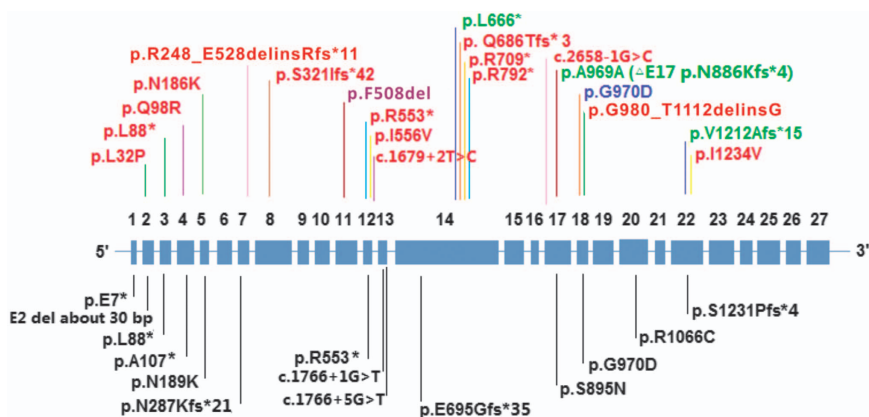 p.L666*
p. Q686Tfs* 3
p.R248_E528delinsRfs*11
p.R709*
c.2658-1G>C
p.S321Ifs*42
p.R792*
p.A969A (△E17 p.N886Kfs*4)
p.N186K
p.F508del
p.G970D
p.Q98R
p.G980_T1112delinsG
p.L88*
p.R553*
p.V1212Afs*15
p.I556V
p.L32P
c.1679+2T>C
p.I1234V
1 2 3 4 5 6 7 8 9 10 11 12 13 14 15 16 17 18 19 20 21 22 23 24 25 26 27
5' 3'
p.E7*
E2 del about 30 bp
p.S1231Pfs*4
p.L88*
p.R1066C
p.A107*
p.R553*
p.G970D
p.N189K
c.1766+1G>T
p.S895N
p.N287Kfs*21
c.1766+5G>T
p.E695Gfs*35